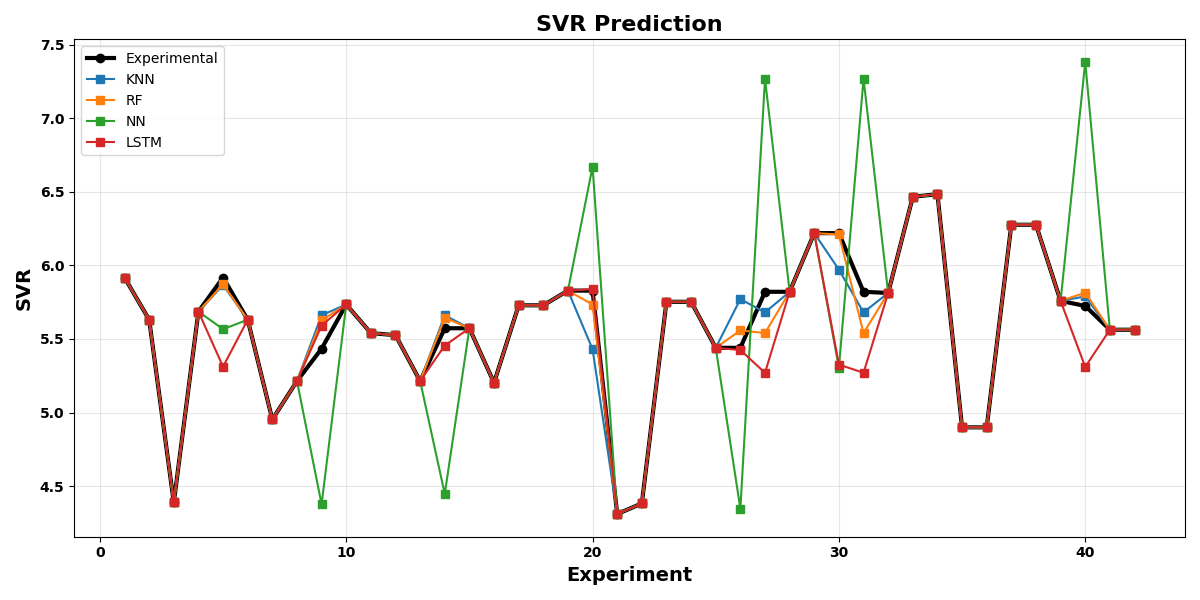 SVR Prediction
7.5
7.0
6.5
6.0
5.5
5.0
4.5
SVR
Experimental
KNN
RF
NN
LSTM
0 10 20 30 40
Experiment